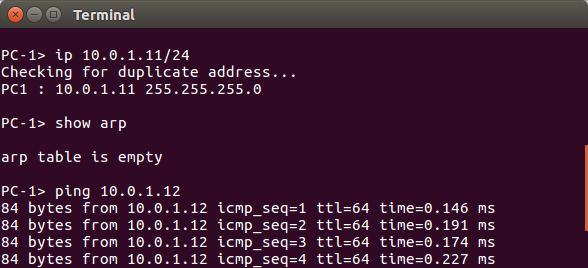 Terminal
PC-1> ip 10.0.1.11/24
Checking for duplicate address...
PC1 : 10.0.1.11 255.255.255.0
PC-1> show arp
arp table is empty
PC-1> ping 10.0.1.12
84 bytes from 10.0.1.12 icmp_seq=1 ttl=64 time=0.146 ms
84 bytes from 10.0.1.12 icmp_seq=2 ttl=64 time=0.191 ms
84 bytes from 10.0.1.12 icmp_seq=3 ttl=64 time=0.174 ms
84 bytes from 10.0.1.12 icmp_seq=4 ttl=64 time=0.227 ms